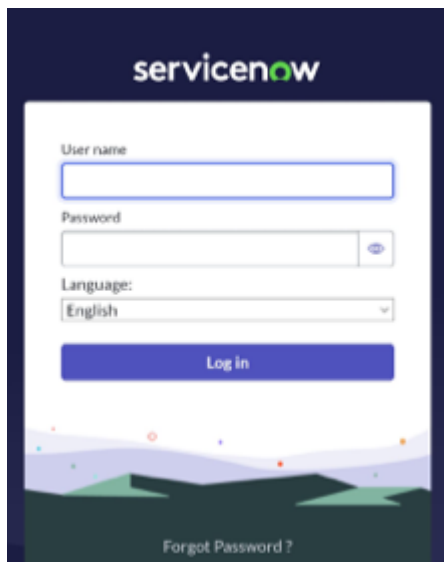 servicenow
User name
Password
Language:
English
Log in
Forgot Password ?